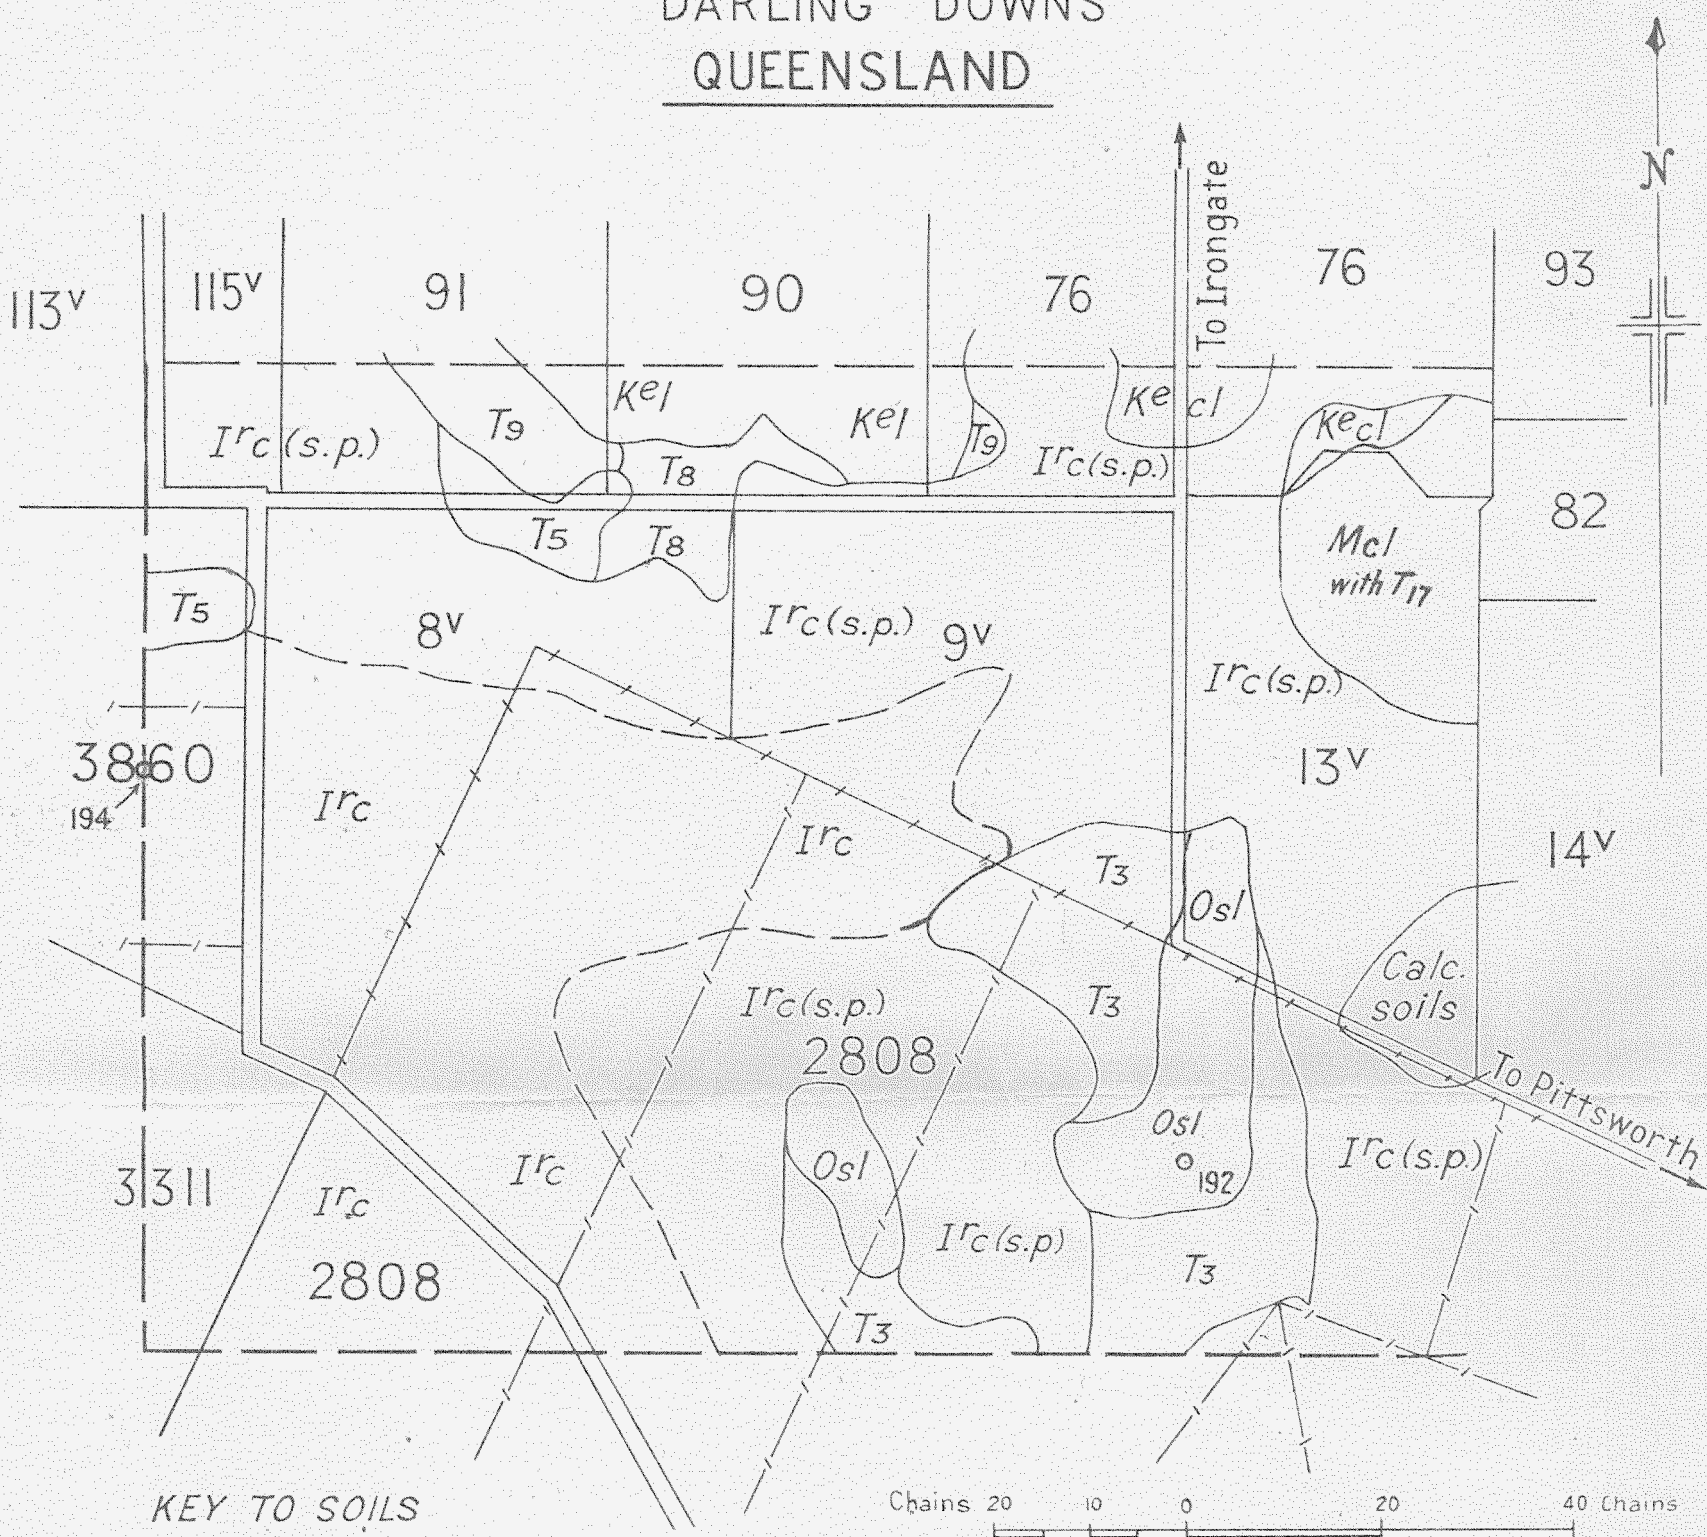 DARLING DOWNS
QUEENSLAND
N
To Irongate
113v 115v 91 90 76 76 93
Kel
Kecl
T9
Kel
T9
Kecl
Irc (s.p.)
T8
Irc (s.p.)
82
T5
T8
Mcl
with T17
T5
8v
Irc (s.p.)
9v
Irc (s.p.)
3860
13v
194
Irc
Irc
14v
T3
Osl
Calc.
soils
T3
Irc (s.p.)
2808
To Pittsworth
Osl
192
Irc (s.p.)
3311
Irc
Osl
Irc
Irc (s.p)
2808
T3
T3
KEY TO SOILS
Chains 20 10 0 20 40 Chains